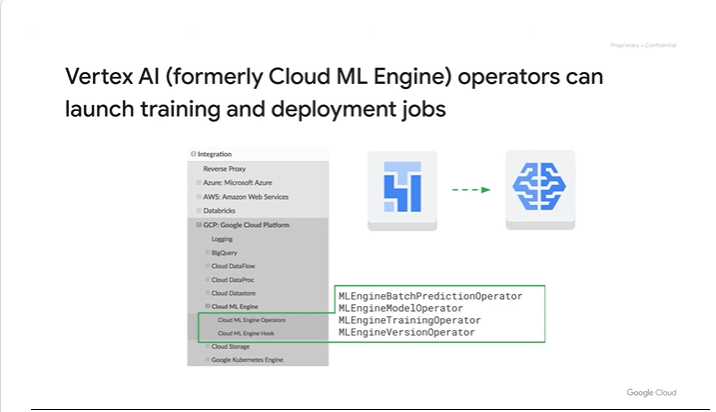 Proprietary + Confidential
Vertex AI (formerly Cloud ML Engine) operators can
launch training and deployment jobs
Integration
Reverse Proxy
Azure: Microsoft Azure
AWS: Amazon Web Services
Databricks
GCP: Google Cloud Platform
Logging
BigQuery
Cloud DataFlow
Cloud DataProc
Cloud Datastore
Cloud ML Engine
Cloud ML Engine Operators
Cloud ML Engine Hook
Cloud Storage
Google Kubernetes Engine
MLEngineBatchPredictionOperator
MLEngineModelOperator
MLEngineTrainingOperator
MLEngineVersionOperator
Google Cloud